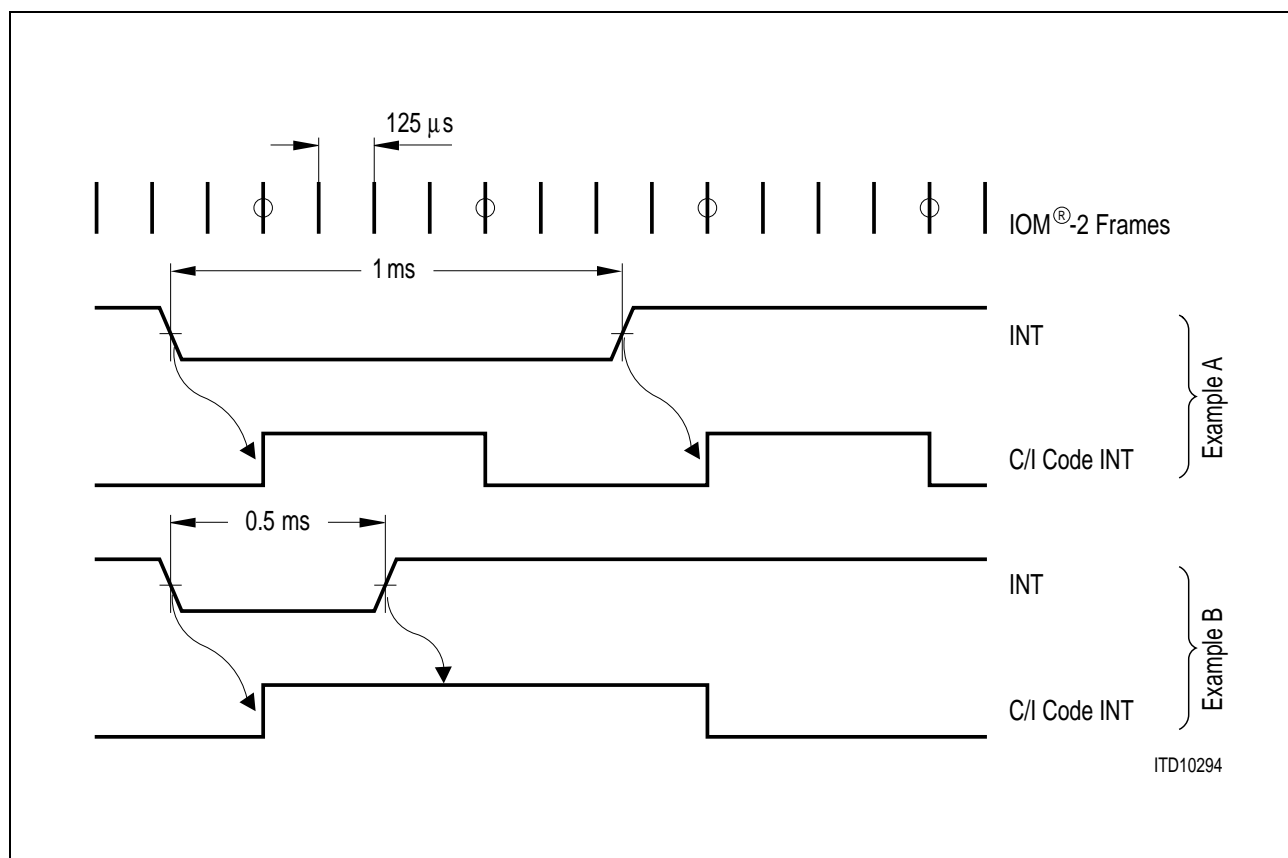 125 μs
IOM®-2 Frames
1 ms
INT
C/I Code INT
Example A
0.5 ms
INT
C/I Code INT
Example B
ITD10294